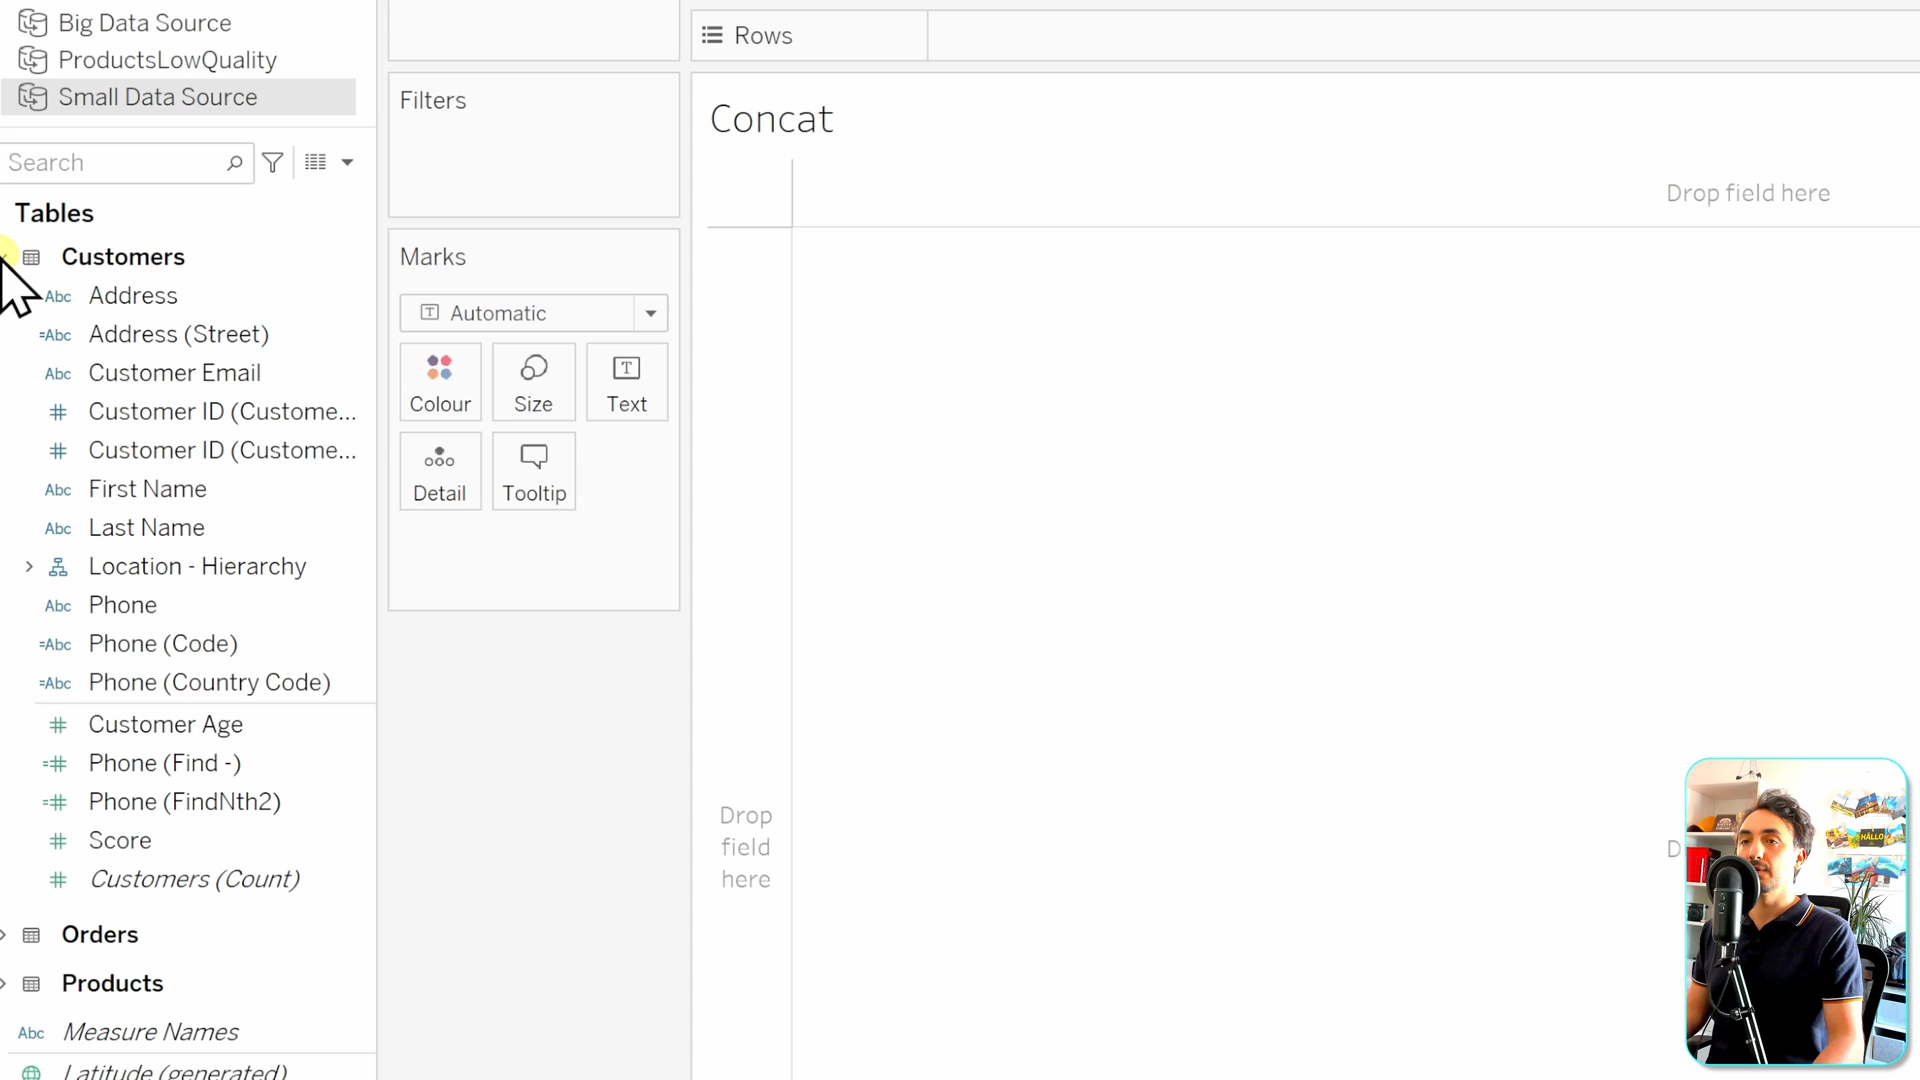 Big Data Source
ProductsLowQuality
Small Data Source
Search
Tables
Customers
Abc Address
=Abc Address (Street)
Abc Customer Email
# Customer ID (Custome...
# Customer ID (Custome...
Abc First Name
Abc Last Name
Location - Hierarchy
Abc Phone
=Abc Phone (Code)
=Abc Phone (Country Code)
# Customer Age
=# Phone (Find -)
=# Phone (FindNth2)
# Score
# Customers (Count)
Orders
Products
Abc Measure Names
Latitude (generated)
Filters
Marks
Automatic
Colour
Size
Text
Detail
Tooltip
Rows
Concat
Drop field here
Drop
field
here
D
HALLO